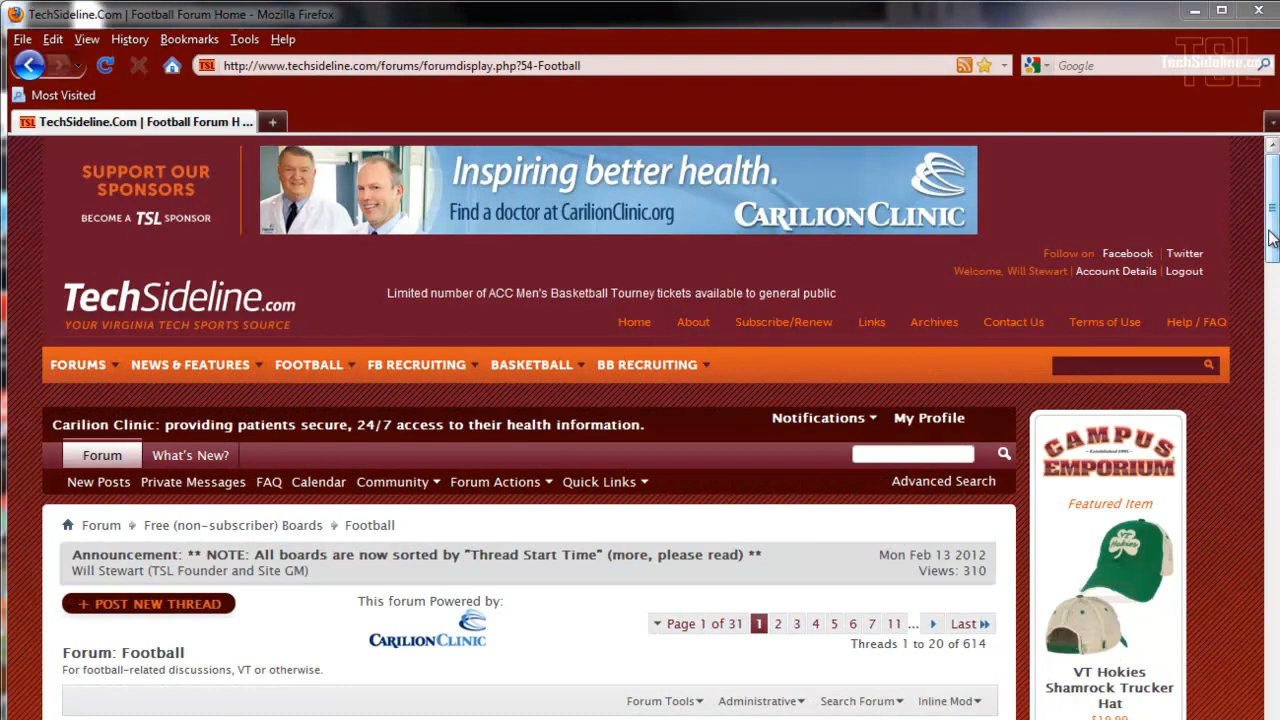 TechSideline.Com | Football Forum Home - Mozilla Firefox
File Edit View History Bookmarks Tools Help
TSL
http://www.techsideline.com/forums/forumdisplay.php?54-Football
Google
TechSideline.co
Most Visited
TSL TechSideline.Com | Football Forum H ...
SUPPORT OUR
SPONSORS
BECOME A TSL SPONSOR
Inspiring better health.
Find a doctor at CarilionClinic.org
CARILIONCLINIC
Follow on Facebook | Twitter
Welcome, Will Stewart | Account Details | Logout
TechSideline.com
YOUR VIRGINIA TECH SPORTS SOURCE
Limited number of ACC Men's Basketball Tourney tickets available to general public
Home About Subscribe/Renew Links Archives Contact Us Terms of Use Help / FAQ
FORUMS NEWS & FEATURES FOOTBALL FB RECRUITING BASKETBALL BB RECRUITING
Carilion Clinic: providing patients secure, 24/7 access to their health information.
Notifications My Profile
Forum What's New?
New Posts Private Messages FAQ Calendar Community Forum Actions Quick Links
Advanced Search
Forum Free (non-subscriber) Boards Football
Announcement: ** NOTE: All boards are now sorted by "Thread Start Time" (more, please read) **
Mon Feb 13 2012
Will Stewart (TSL Founder and Site GM)
Views: 310
+ POST NEW THREAD
This forum Powered by:
CARILIONCLINIC
Page 1 of 31 1 2 3 4 5 6 7 11 ... Last
Threads 1 to 20 of 614
Forum: Football
For football-related discussions, VT or otherwise.
Forum Tools Administrative Search Forum Inline Mod
CAMPUS
EMPORIUM
Featured Item
VT Hokies
Shamrock Trucker
Hat